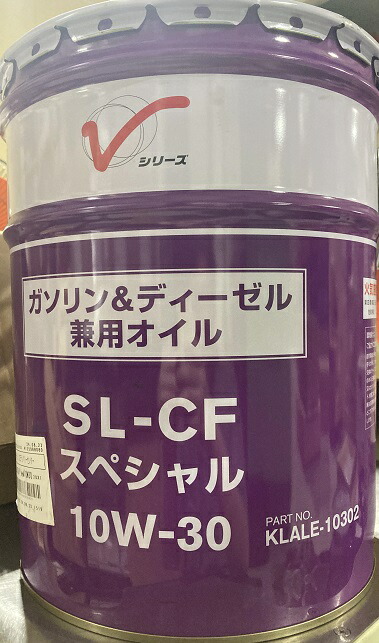 シリーズ
ガソリン&ディーゼル
兼用オイル
SL-CF
スペシャル
10W-30
PART NO.
KLALE-10302